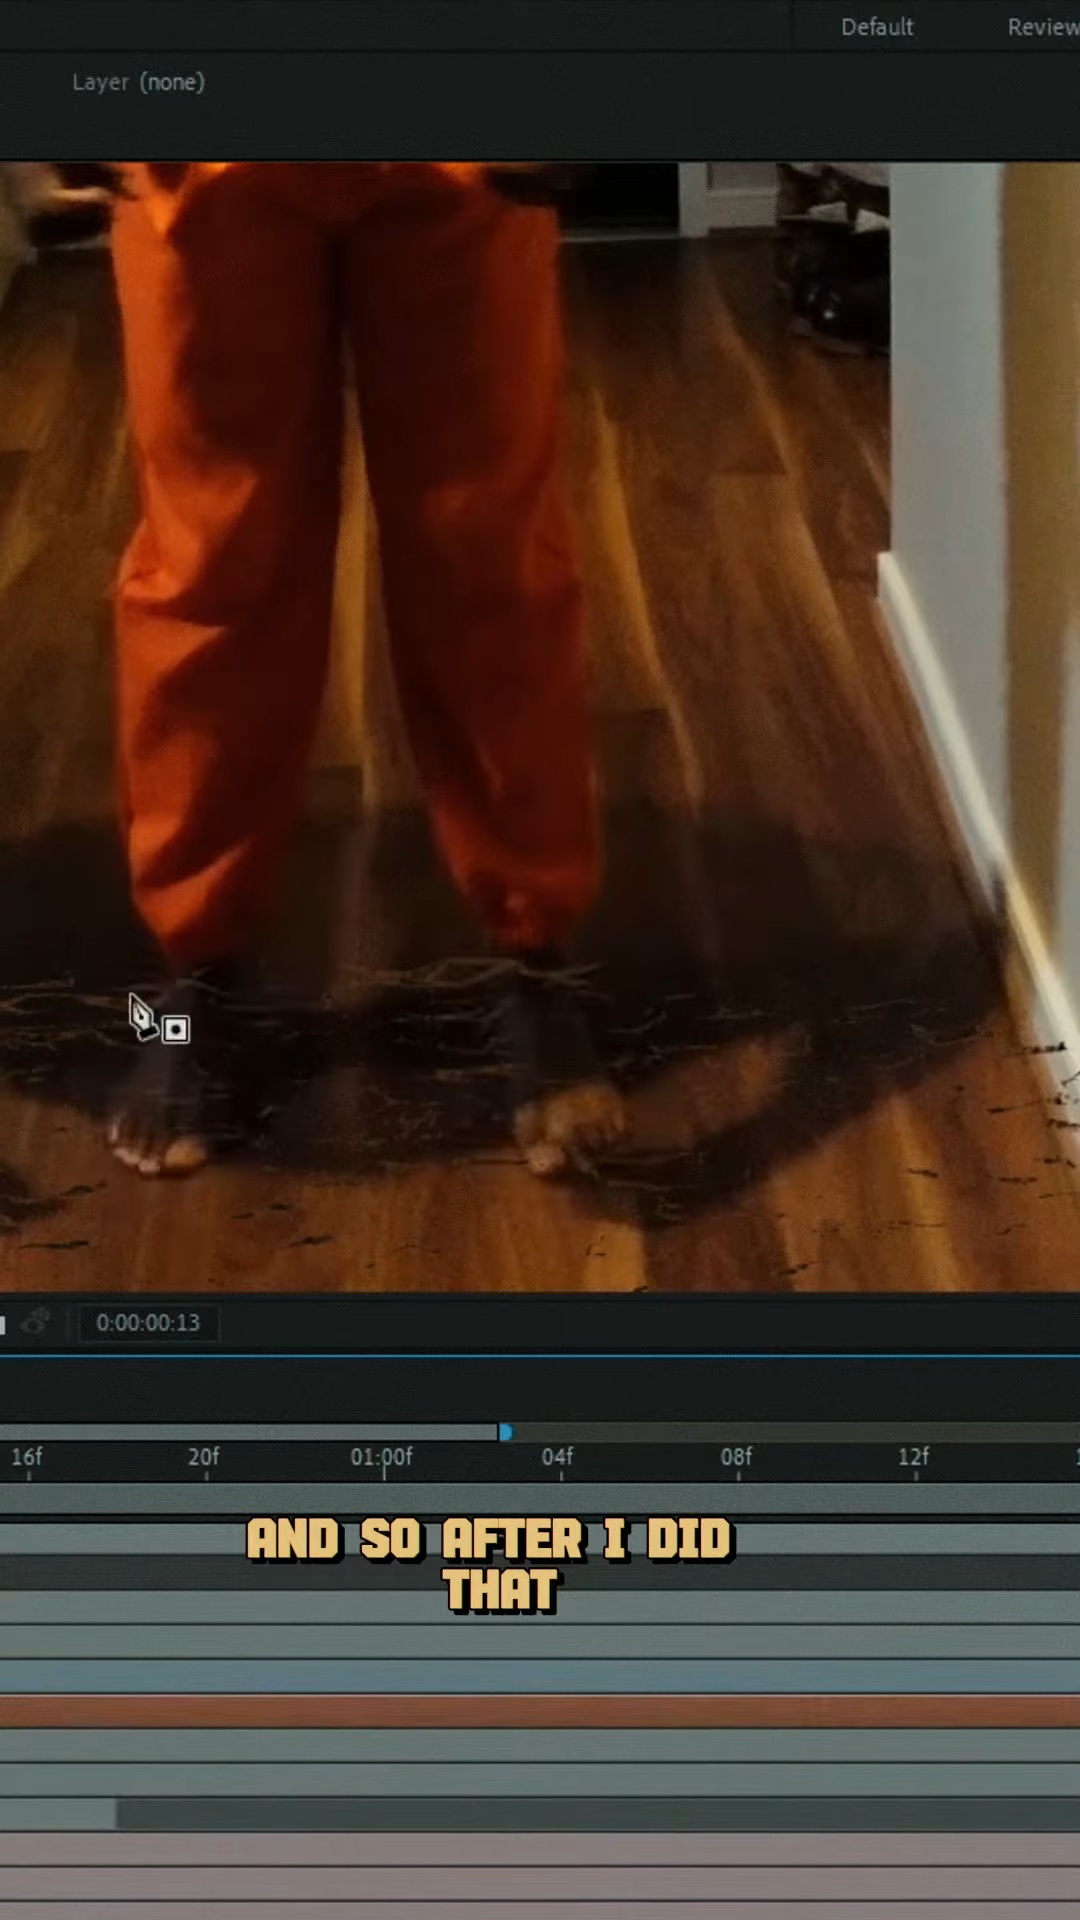 Default Review
Layer (none)
0:00:00:13
16f 20f 01:00f 04f 08f 12f
AND SO AFTER I DID
THAT